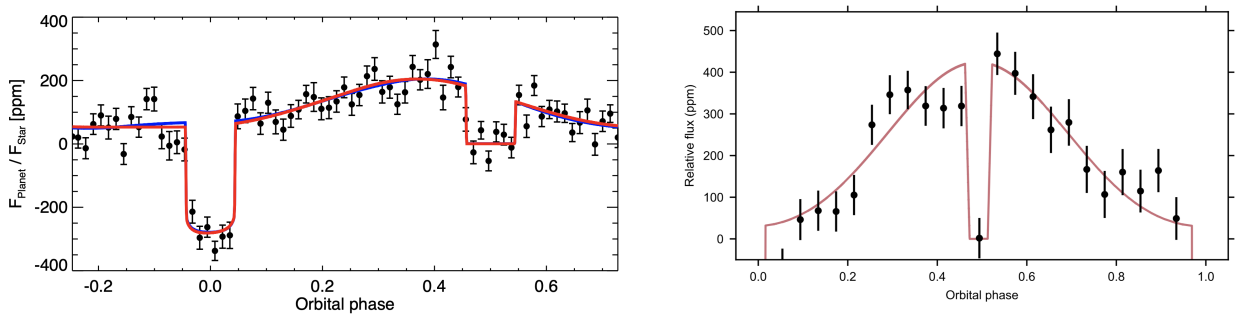 400
200
0
-200
-400
F_Planet / F_Star [ppm]
-0.2 0.0 0.2 0.4 0.6
Orbital phase
500
400
300
200
100
0
Relative flux (ppm)
0.0 0.2 0.4 0.6 0.8 1.0
Orbital phase